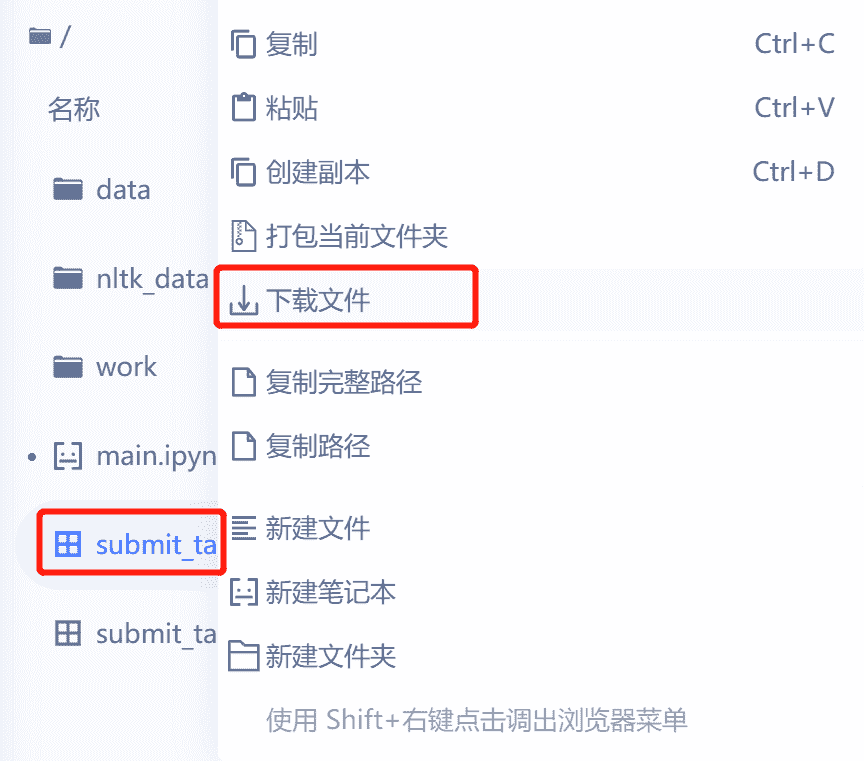 /
名称
data
nltk_data
work
main.ipyn
submit_ta
submit_ta
复制 Ctrl+C
粘贴 Ctrl+V
创建副本 Ctrl+D
打包当前文件夹
下载文件
复制完整路径
复制路径
新建文件
新建笔记本
新建文件夹
使用 Shift+右键点击调出浏览器菜单